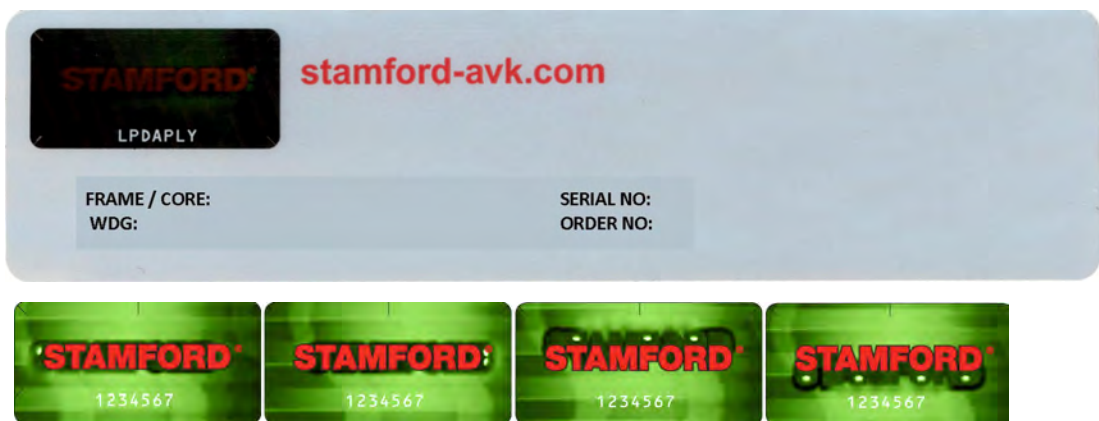 STAMFORD
stamford-avk.com
LPDAPLY
FRAME / CORE:
SERIAL NO:
WDG:
ORDER NO:
STAMFORD STAMFORD STAMFORD STAMFORD
1234567 1234567 1234567 1234567